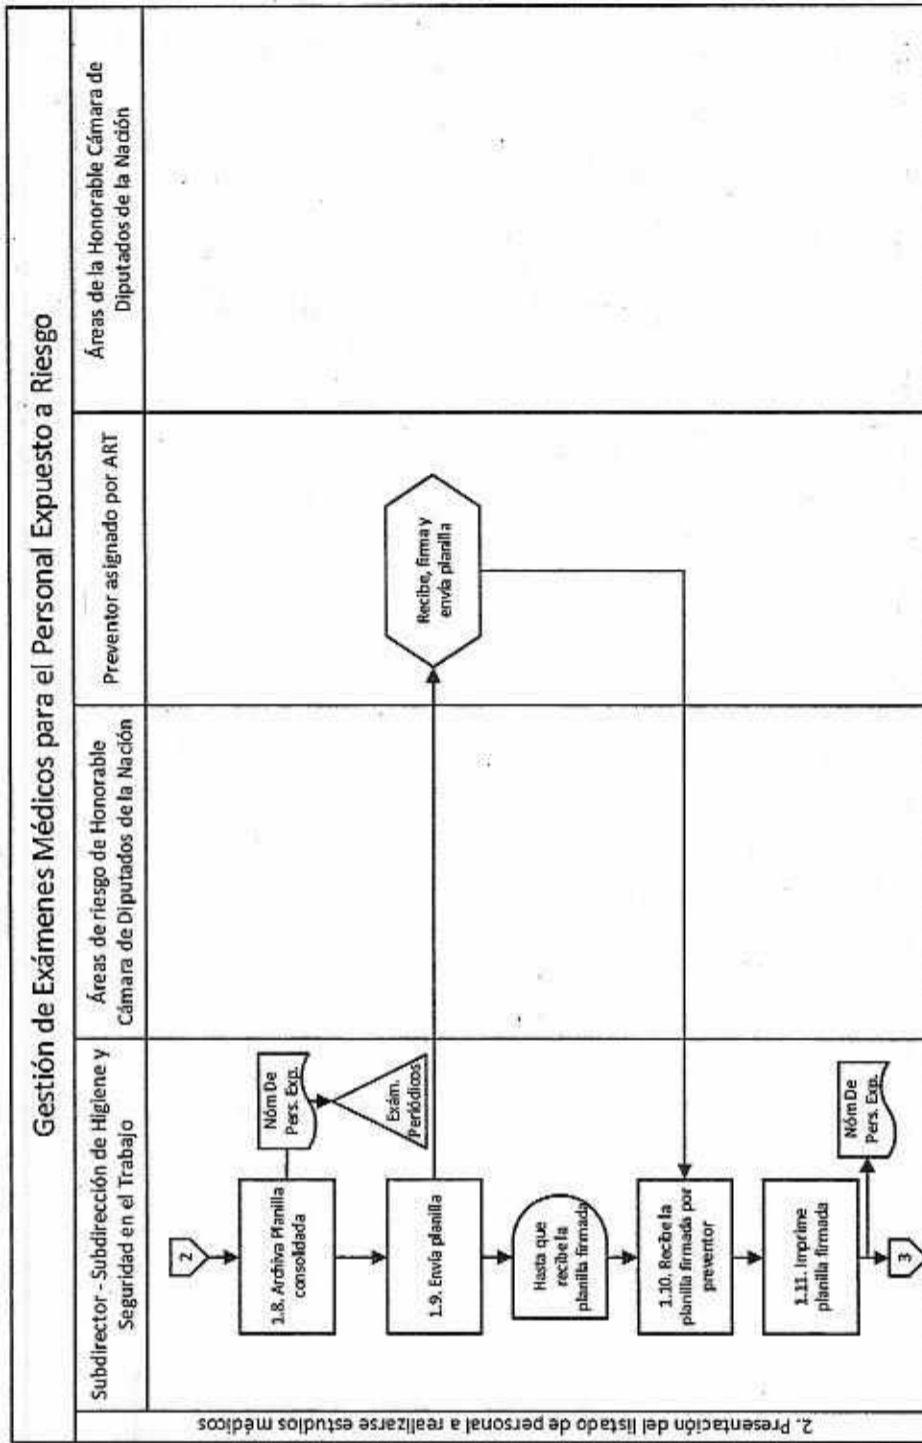 Gestión de Exámenes Médicos para el Personal Expuesto a Riesgo
Subdirector - Subdirección de Higiene y
Seguridad en el Trabajo
Áreas de riesgo de Honorable
Cámara de Diputados de la Nación
Preventor asignado por ART
Áreas de la Honorable Cámara de
Diputados de la Nación
2. Presentación del listado de personal a realizarse estudios médicos
2
1.8. Archiva Planilla
consolidada
Nóm De
Pers. Exp.
Exám.
Periódicos
1.9. Envía planilla
Recibe, firma y
envía planilla
Hasta que
recibe la
planilla firmada
1.10. Recibe la
planilla firmada por
preventor
1.11. Imprime
planilla firmada
Nóm De
Pers. Exp.
3